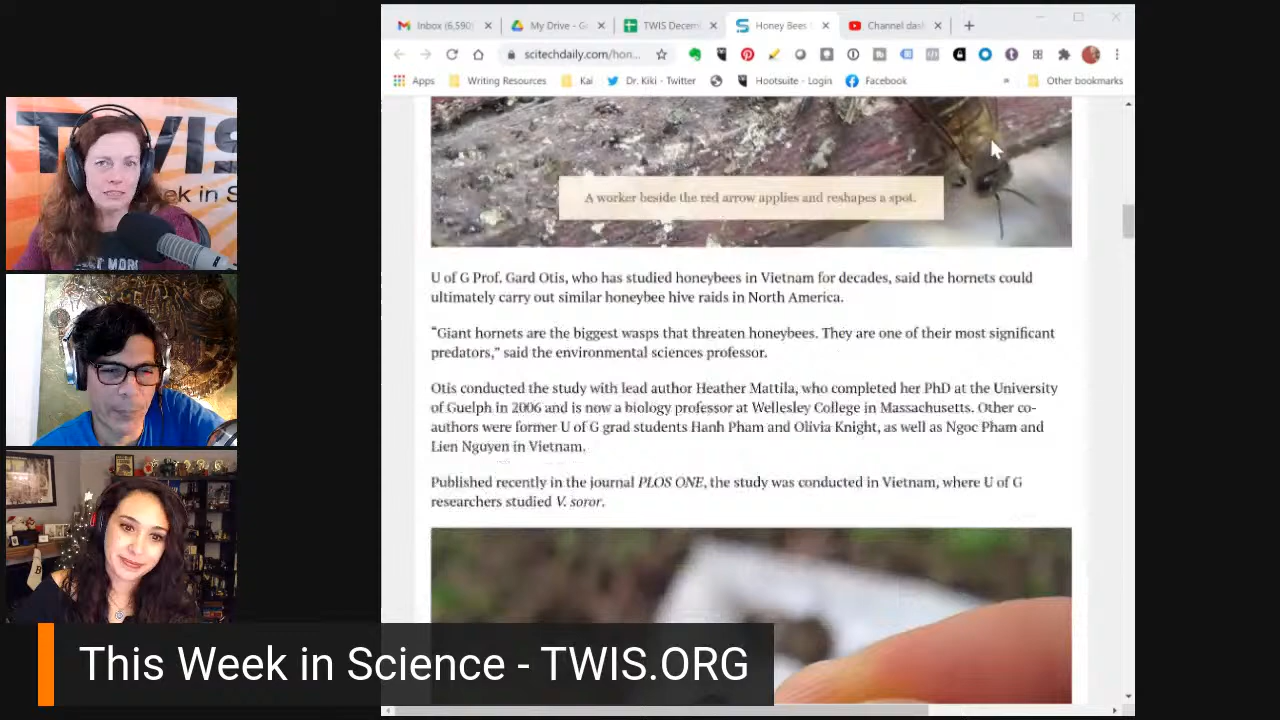 Inbox (6,590)
My Drive - Go
TWIS Decem
Honey Bees
Channel das
scitechdaily.com/hon...
Apps
Writing Resources
Kai
Dr. Kiki - Twitter
Hootsuite - Login
Facebook
»
Other bookmarks
TWIS
eek in S
MORE
A worker beside the red arrow applies and reshapes a spot.
U of G Prof. Gard Otis, who has studied honeybees in Vietnam for decades, said the hornets could
ultimately carry out similar honeybee hive raids in North America.
“Giant hornets are the biggest wasps that threaten honeybees. They are one of their most significant
predators,” said the environmental sciences professor.
Otis conducted the study with lead author Heather Mattila, who completed her PhD at the University
of Guelph in 2006 and is now a biology professor at Wellesley College in Massachusetts. Other co-
authors were former U of G grad students Hanh Pham and Olivia Knight, as well as Ngoc Pham and
Lien Nguyen in Vietnam.
Published recently in the journal PLOS ONE, the study was conducted in Vietnam, where U of G
researchers studied V. soror.
This Week in Science - TWIS.ORG